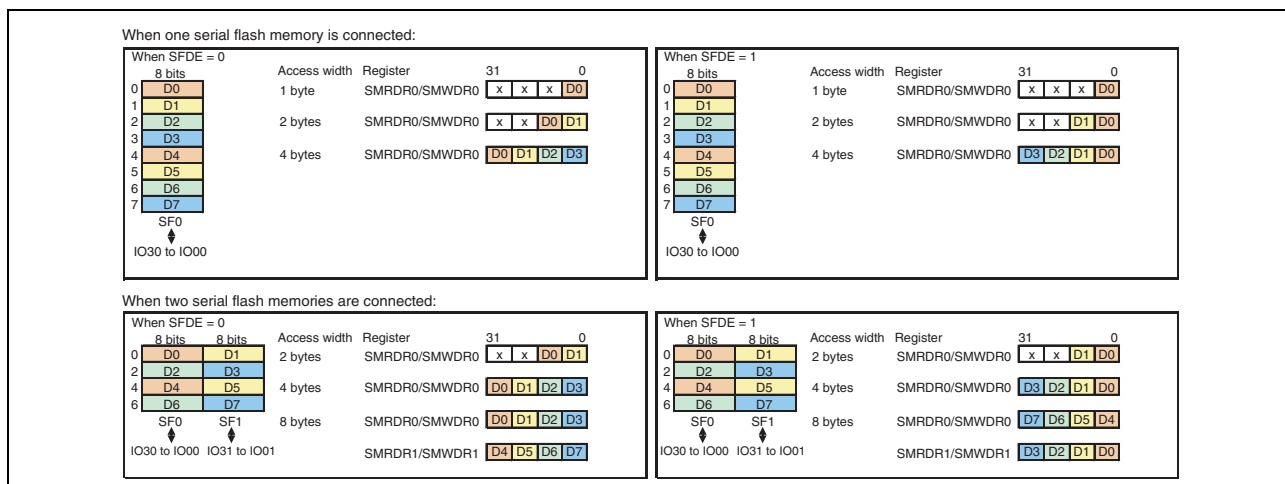 When one serial flash memory is connected:
When SFDE = 0
8 bits Access width Register 31 0
0 D0 1 byte SMRDR0/SMWDR0 x x x D0
1 D1
2 D2 2 bytes SMRDR0/SMWDR0 x x D0 D1
3 D3
4 D4 4 bytes SMRDR0/SMWDR0 D0 D1 D2 D3
5 D5
6 D6
7 D7
SF0
IO30 to IO00
When SFDE = 1
8 bits Access width Register 31 0
0 D0 1 byte SMRDR0/SMWDR0 x x x D0
1 D1
2 D2 2 bytes SMRDR0/SMWDR0 x x D1 D0
3 D3
4 D4 4 bytes SMRDR0/SMWDR0 D3 D2 D1 D0
5 D5
6 D6
7 D7
SF0
IO30 to IO00
When two serial flash memories are connected:
When SFDE = 0
8 bits 8 bits Access width Register 31 0
0 D0 D1 2 bytes SMRDR0/SMWDR0 x x D0 D1
2 D2 D3
4 D4 D5 4 bytes SMRDR0/SMWDR0 D0 D1 D2 D3
6 D6 D7
SF0 SF1 8 bytes SMRDR0/SMWDR0 D0 D1 D2 D3
IO30 to IO00 IO31 to IO01 SMRDR1/SMWDR1 D4 D5 D6 D7
When SFDE = 1
8 bits 8 bits Access width Register 31 0
0 D0 D1 2 bytes SMRDR0/SMWDR0 x x D1 D0
2 D2 D3
4 D4 D5 4 bytes SMRDR0/SMWDR0 D3 D2 D1 D0
6 D6 D7
SF0 SF1 8 bytes SMRDR0/SMWDR0 D7 D6 D5 D4
IO30 to IO00 IO31 to IO01 SMRDR1/SMWDR1 D3 D2 D1 D0